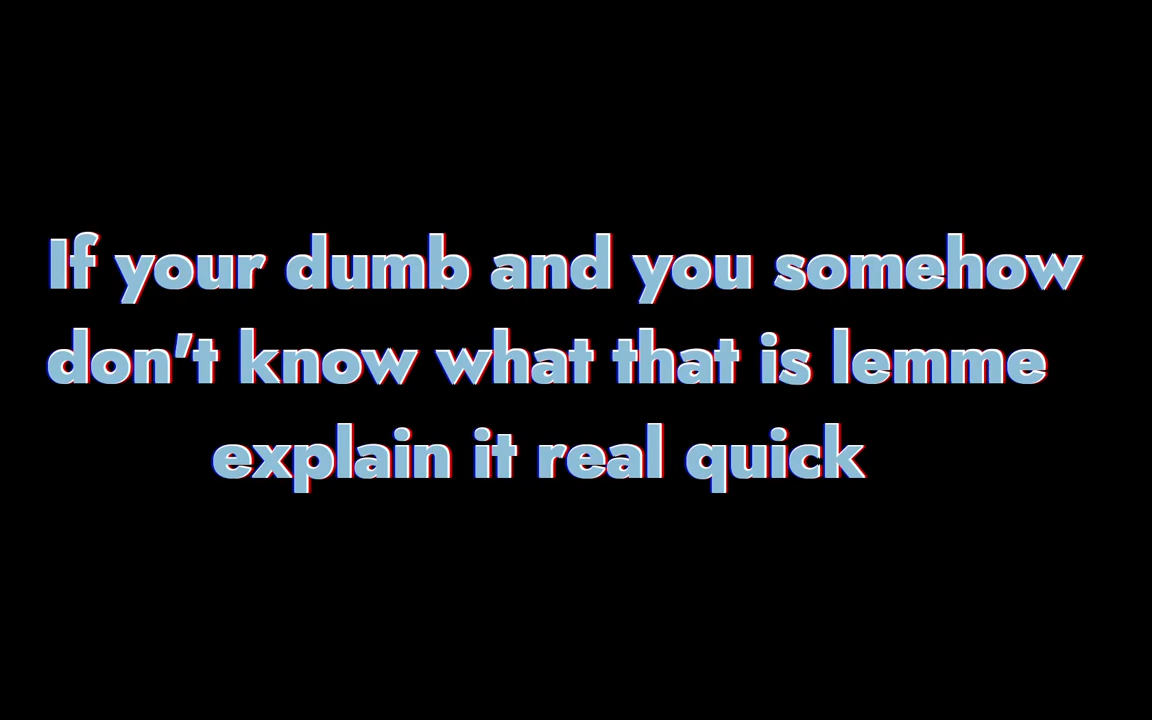 If your dumb and you somehow
don't know what that is lemme
explain it real quick